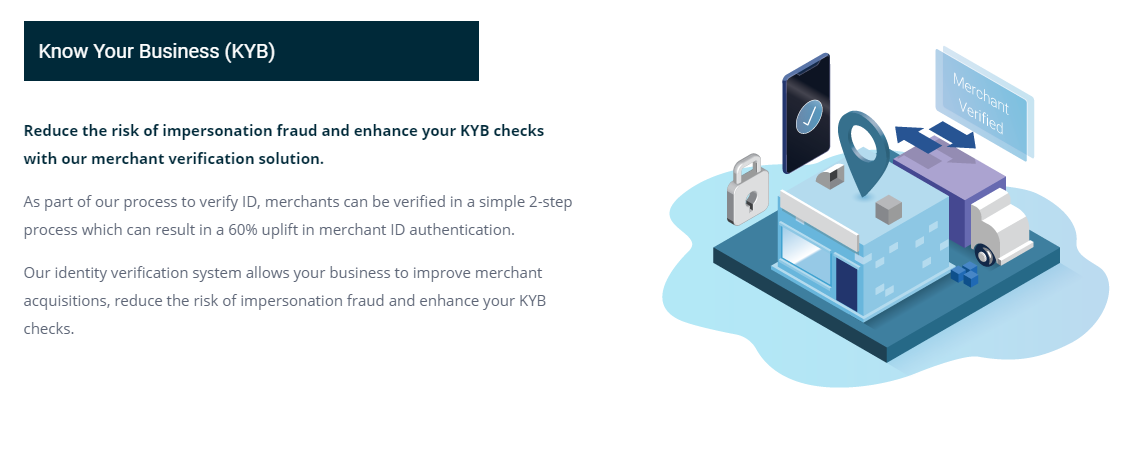 Know Your Business (KYB)
Reduce the risk of impersonation fraud and enhance your KYB checks
with our merchant verification solution.
As part of our process to verify ID, merchants can be verified in a simple 2-step
process which can result in a 60% uplift in merchant ID authentication.
Our identity verification system allows your business to improve merchant
acquisitions, reduce the risk of impersonation fraud and enhance your KYB
checks.
Merchant
Verified